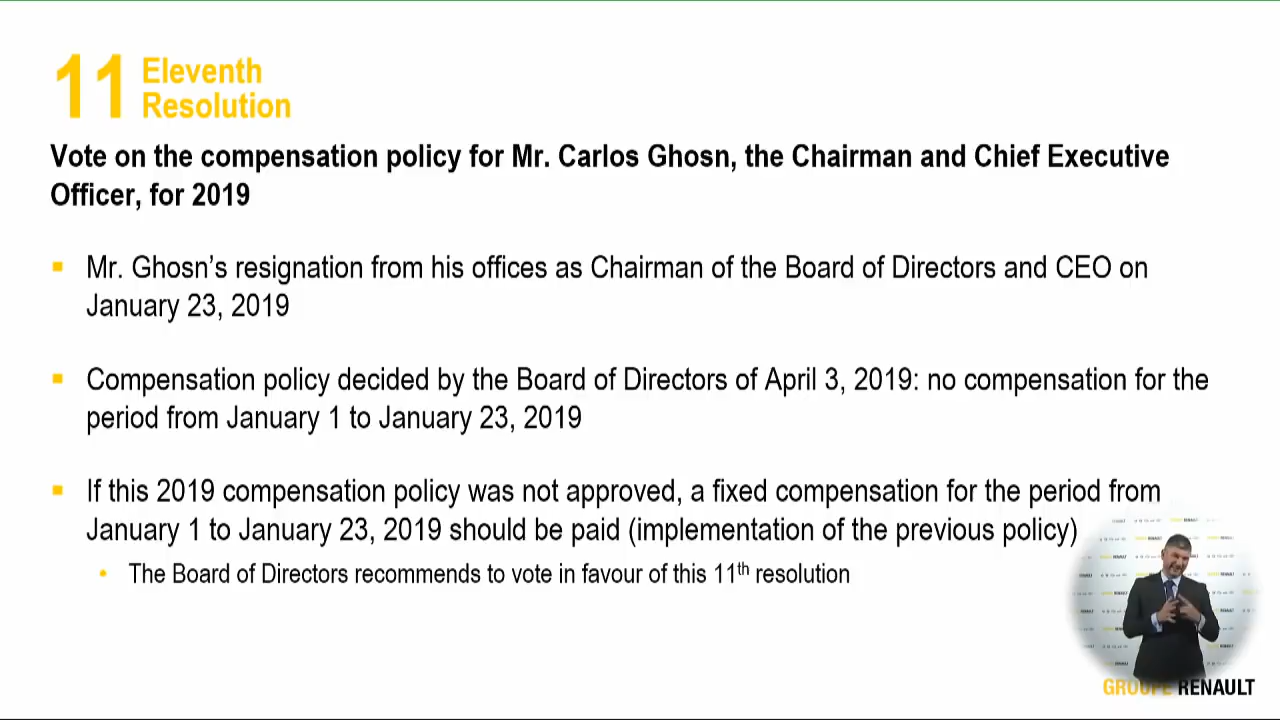 11 Eleventh
Resolution
Vote on the compensation policy for Mr. Carlos Ghosn, the Chairman and Chief Executive
Officer, for 2019
▪ Mr. Ghosn’s resignation from his offices as Chairman of the Board of Directors and CEO on
January 23, 2019
▪ Compensation policy decided by the Board of Directors of April 3, 2019: no compensation for the
period from January 1 to January 23, 2019
▪ If this 2019 compensation policy was not approved, a fixed compensation for the period from
January 1 to January 23, 2019 should be paid (implementation of the previous policy)
• The Board of Directors recommends to vote in favour of this 11th resolution
GROUPE RENAULT